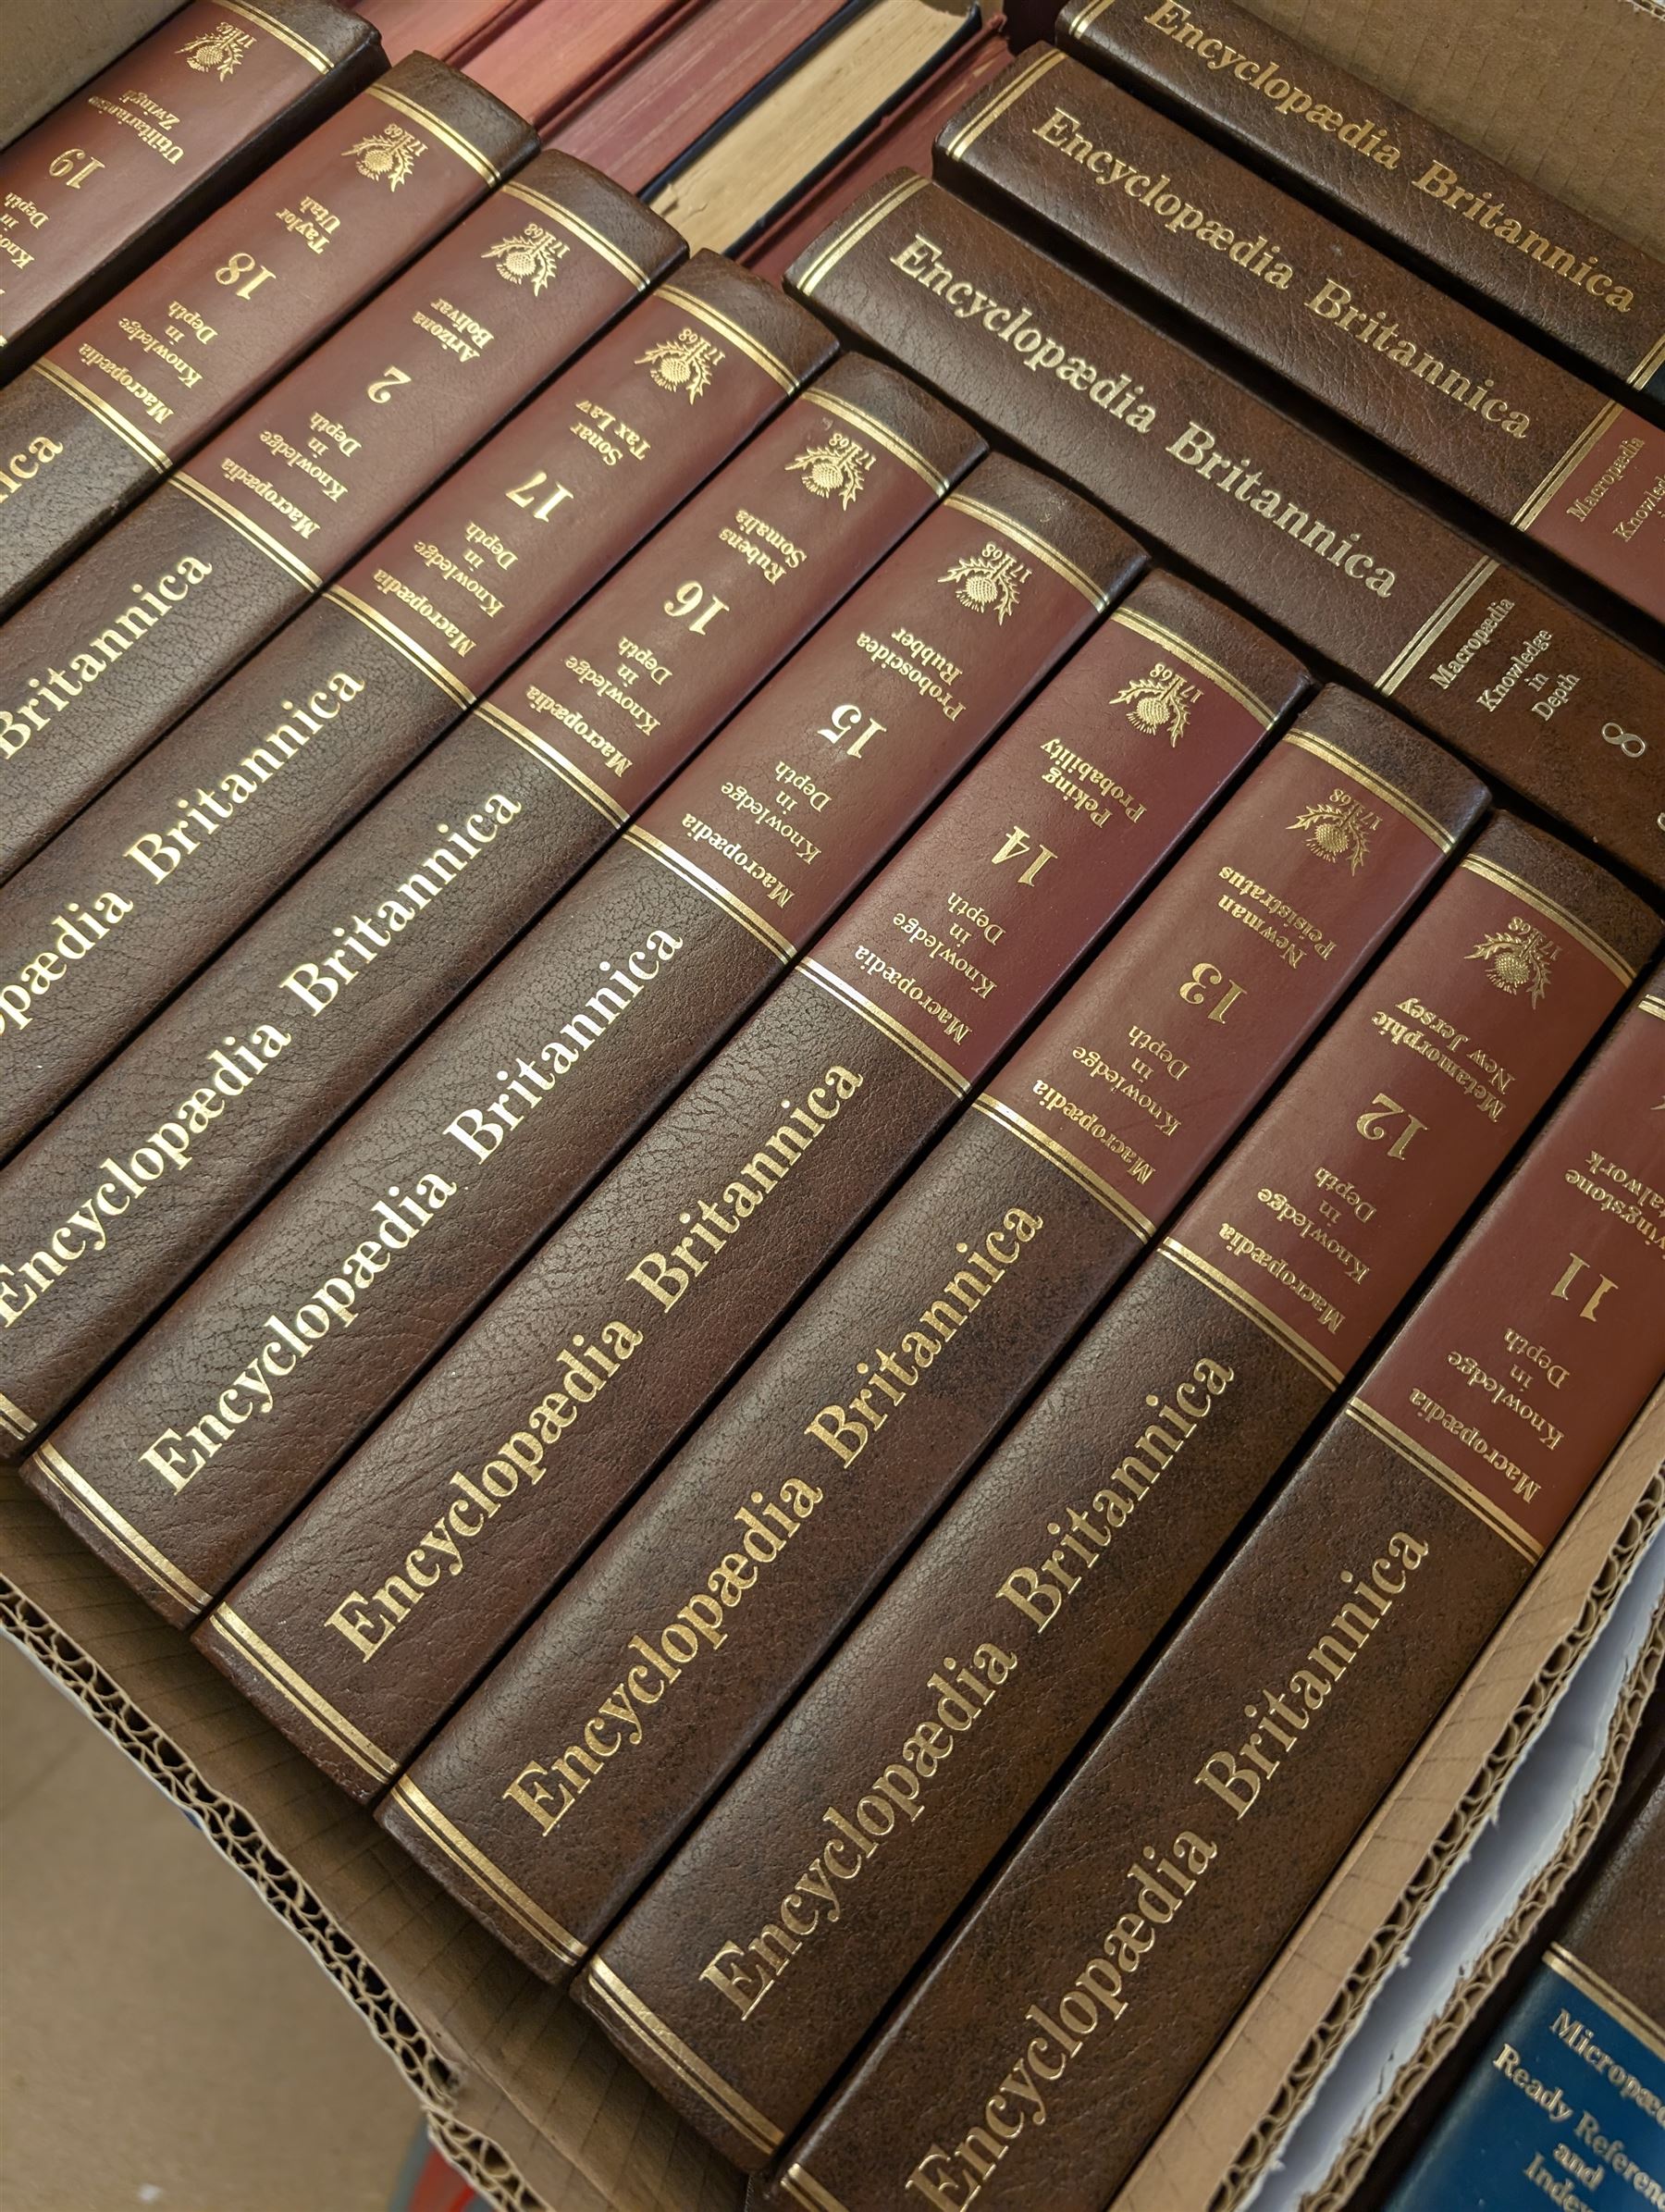 1768
Utilitarianism
Zwingli
19
in
Depth
1768
Taylor
Utah
18
Macropædia
Knowledge
in
Depth
Britannica
1768
Arizona
Bolivar
2
Macropædia
Knowledge
in
Depth
Britannica
1768
Sonar
Tax Law
17
Macropædia
Knowledge
in
Depth
Encyclopædia Britannica
1768
Rubens
Somalia
16
Macropædia
Knowledge
in
Depth
Encyclopædia Britannica
1768
Proboscidea
Rubber
15
Macropædia
Knowledge
in
Depth
Encyclopædia Britannica
1768
Peking
Probability
14
Macropædia
Knowledge
in
Depth
Encyclopædia Britannica
1768
Newman
Peisistratus
13
Macropædia
Knowledge
in
Depth
Encyclopædia Britannica
1768
Metamorphic
New Jersey
12
Macropædia
Knowledge
in
Depth
Encyclopædia Britannica
11
Macropædia
Knowledge
in
Depth
Encyclopædia Britannica
Encyclopædia Britannica
Encyclopædia Britannica
Macropædia
Encyclopædia Britannica
Macropædia
Knowledge
in
Depth
8
Ready
and